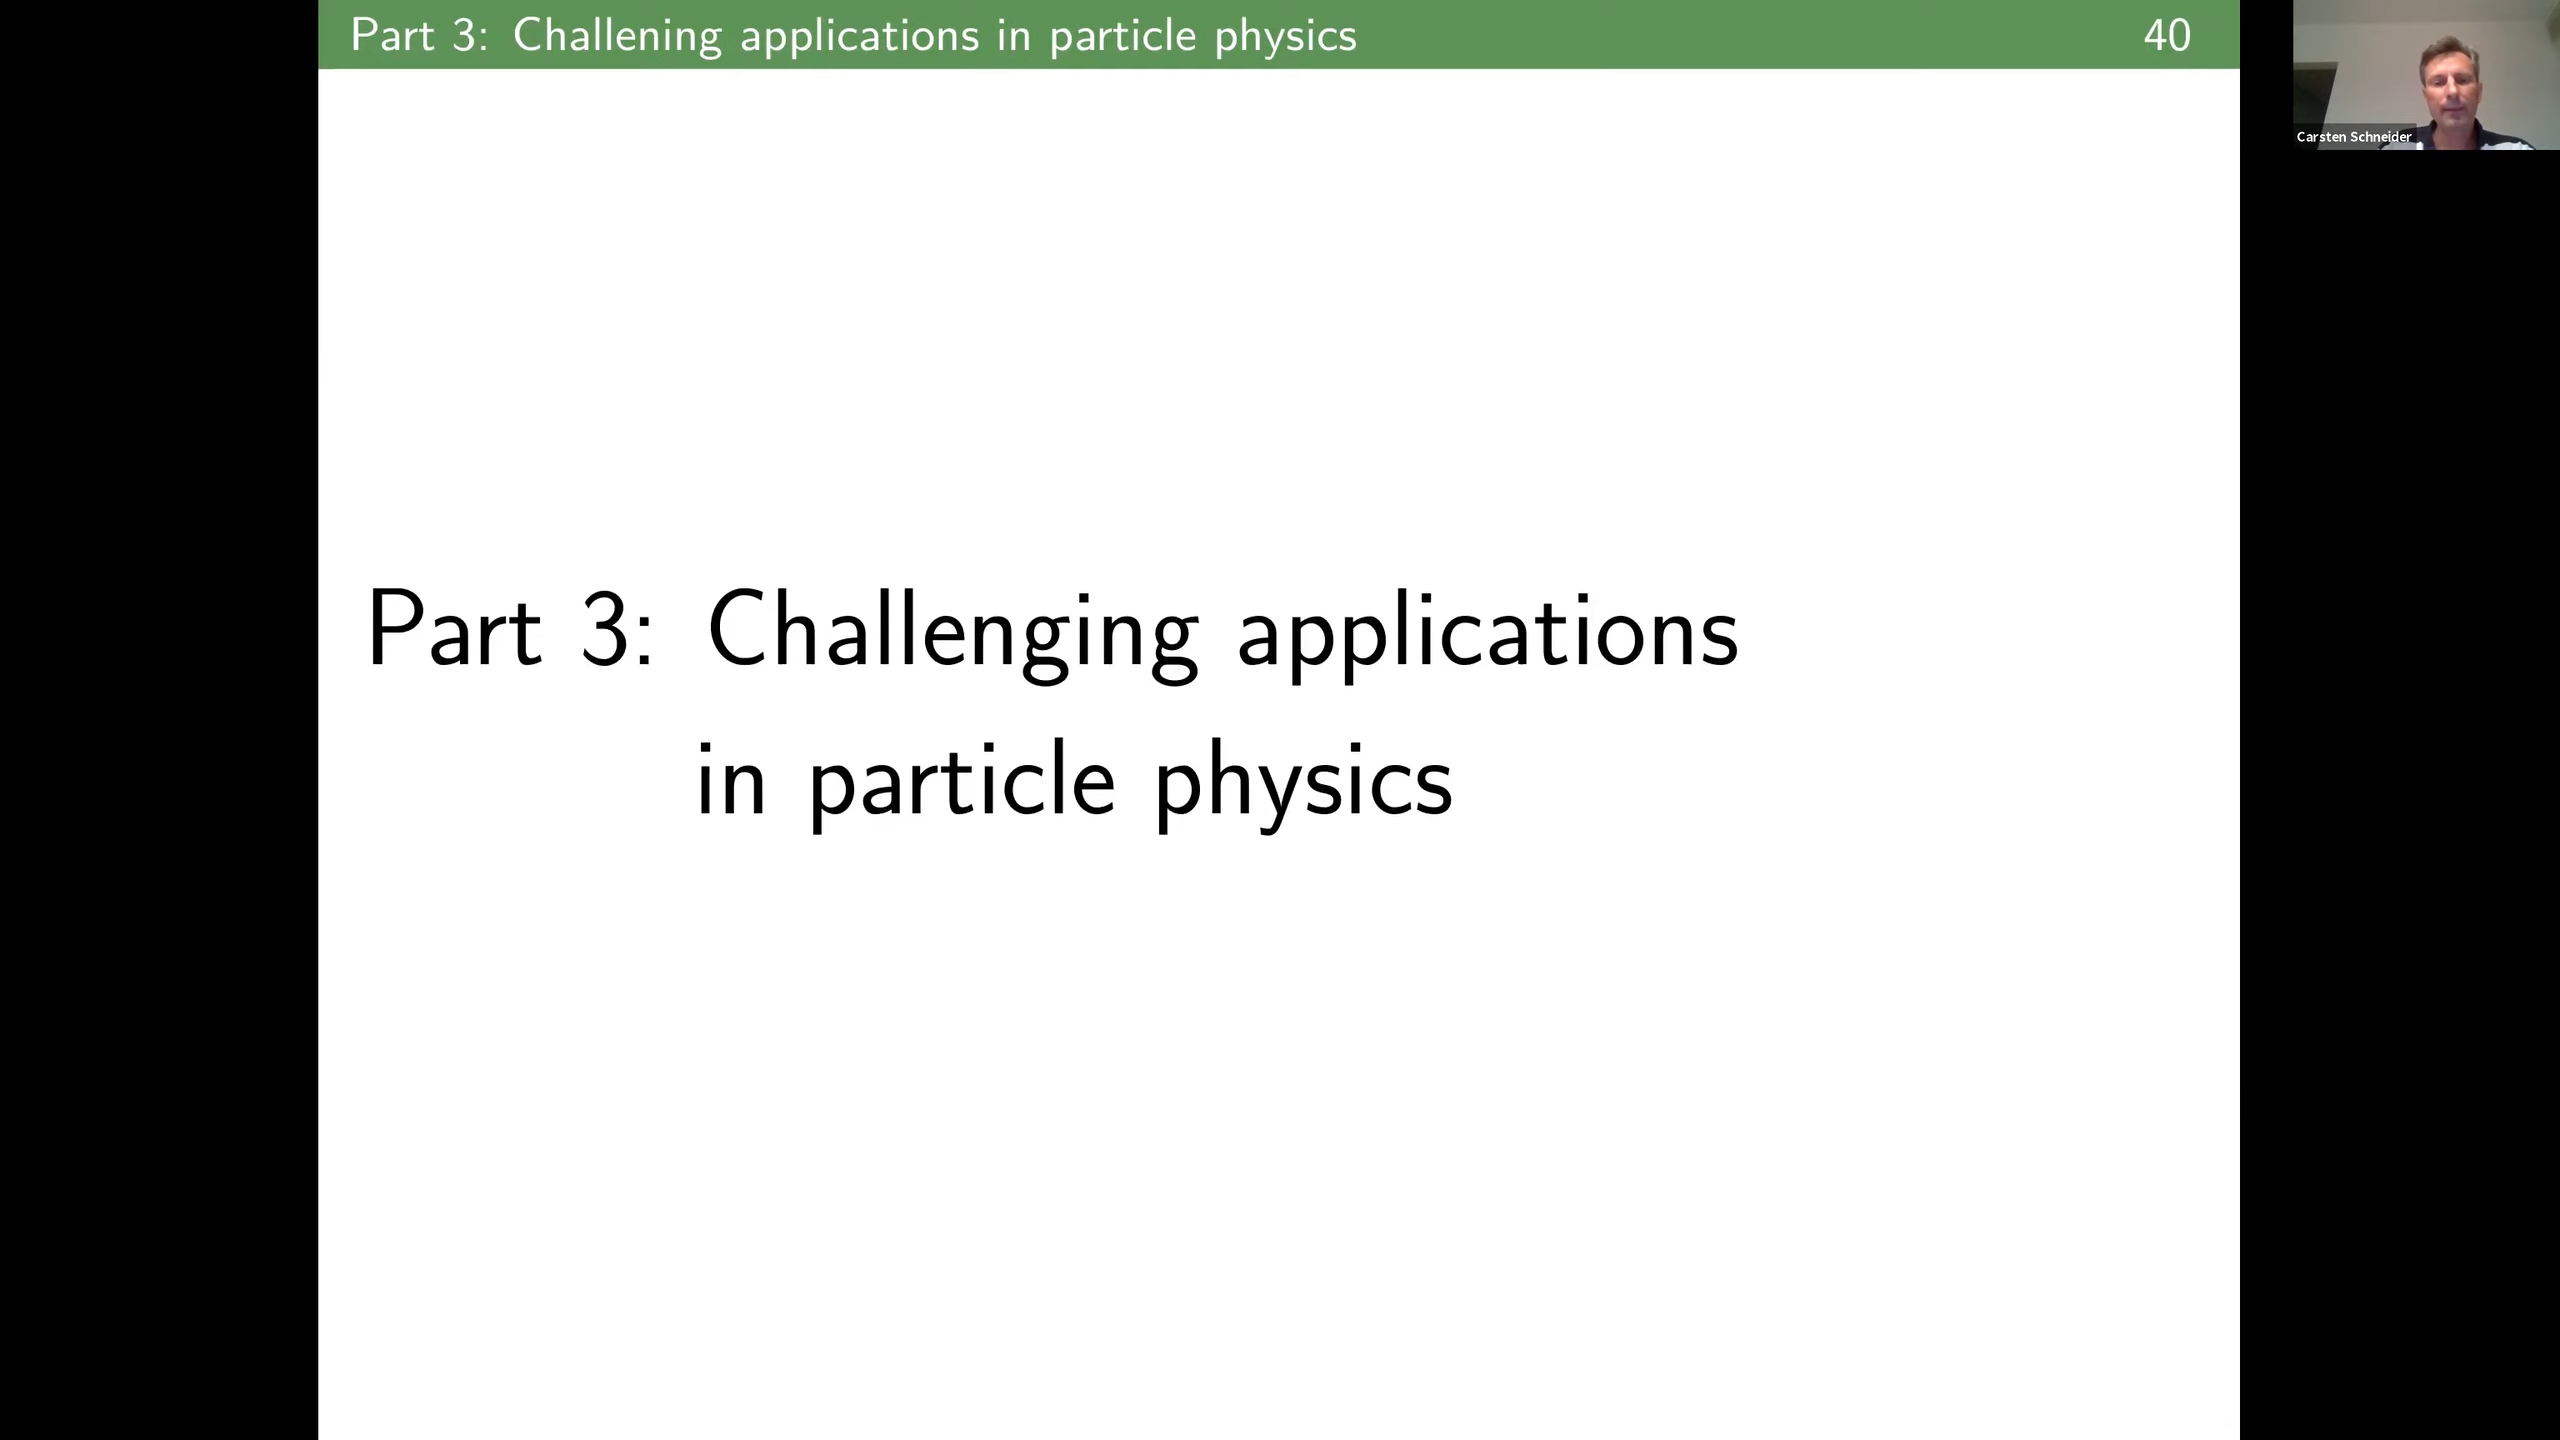 Part 3: Challening applications in particle physics 40
Carsten Schneider
Part 3: Challenging applications
in particle physics